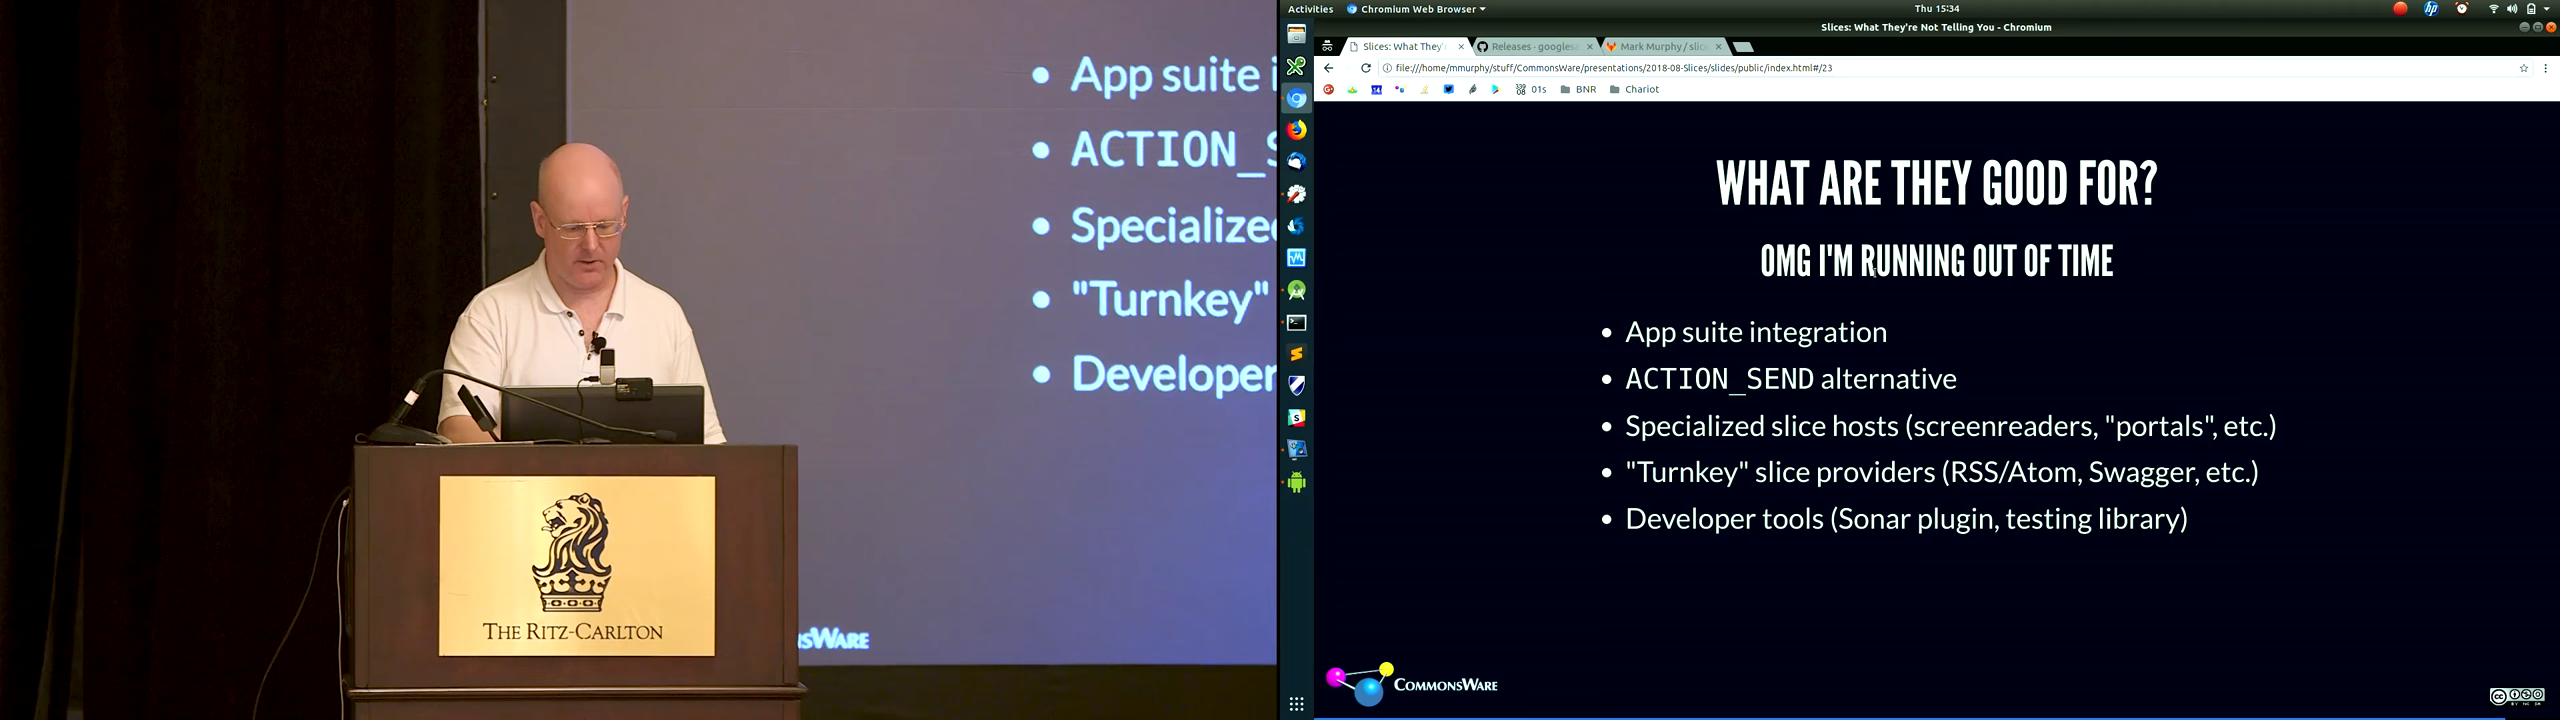 App suite i
ACTION_S
Specialize
"Turnkey"
Developer
THE RITZ-CARLTON
SWARE
Activities
Chromium Web Browser
Thu 15:34
Slices: What They're Not Telling You - Chromium
Slices: What They'
Releases · googlesa
Mark Murphy / slic
file:///home/mmurphy/stuff/CommonsWare/presentations/2018-08-Slices/slides/public/index.html#/23
01s
BNR
Chariot
WHAT ARE THEY GOOD FOR?
OMG I'M RUNNING OUT OF TIME
• App suite integration
• ACTION_SEND alternative
• Specialized slice hosts (screenreaders, "portals", etc.)
• "Turnkey" slice providers (RSS/Atom, Swagger, etc.)
• Developer tools (Sonar plugin, testing library)
COMMONSWARE
BY NC SA